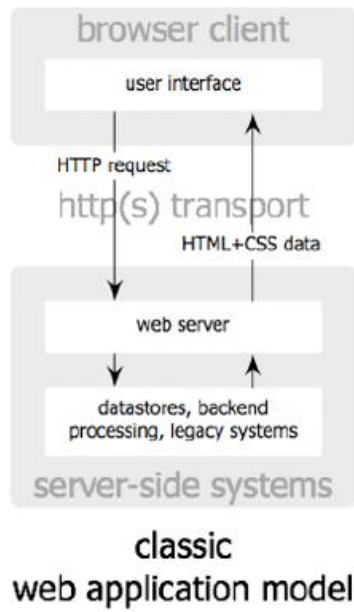 browser client
user interface
HTTP request
http(s) transport
HTML+CSS data
web server
datastores, backend
processing, legacy systems
server-side systems
classic
web application model